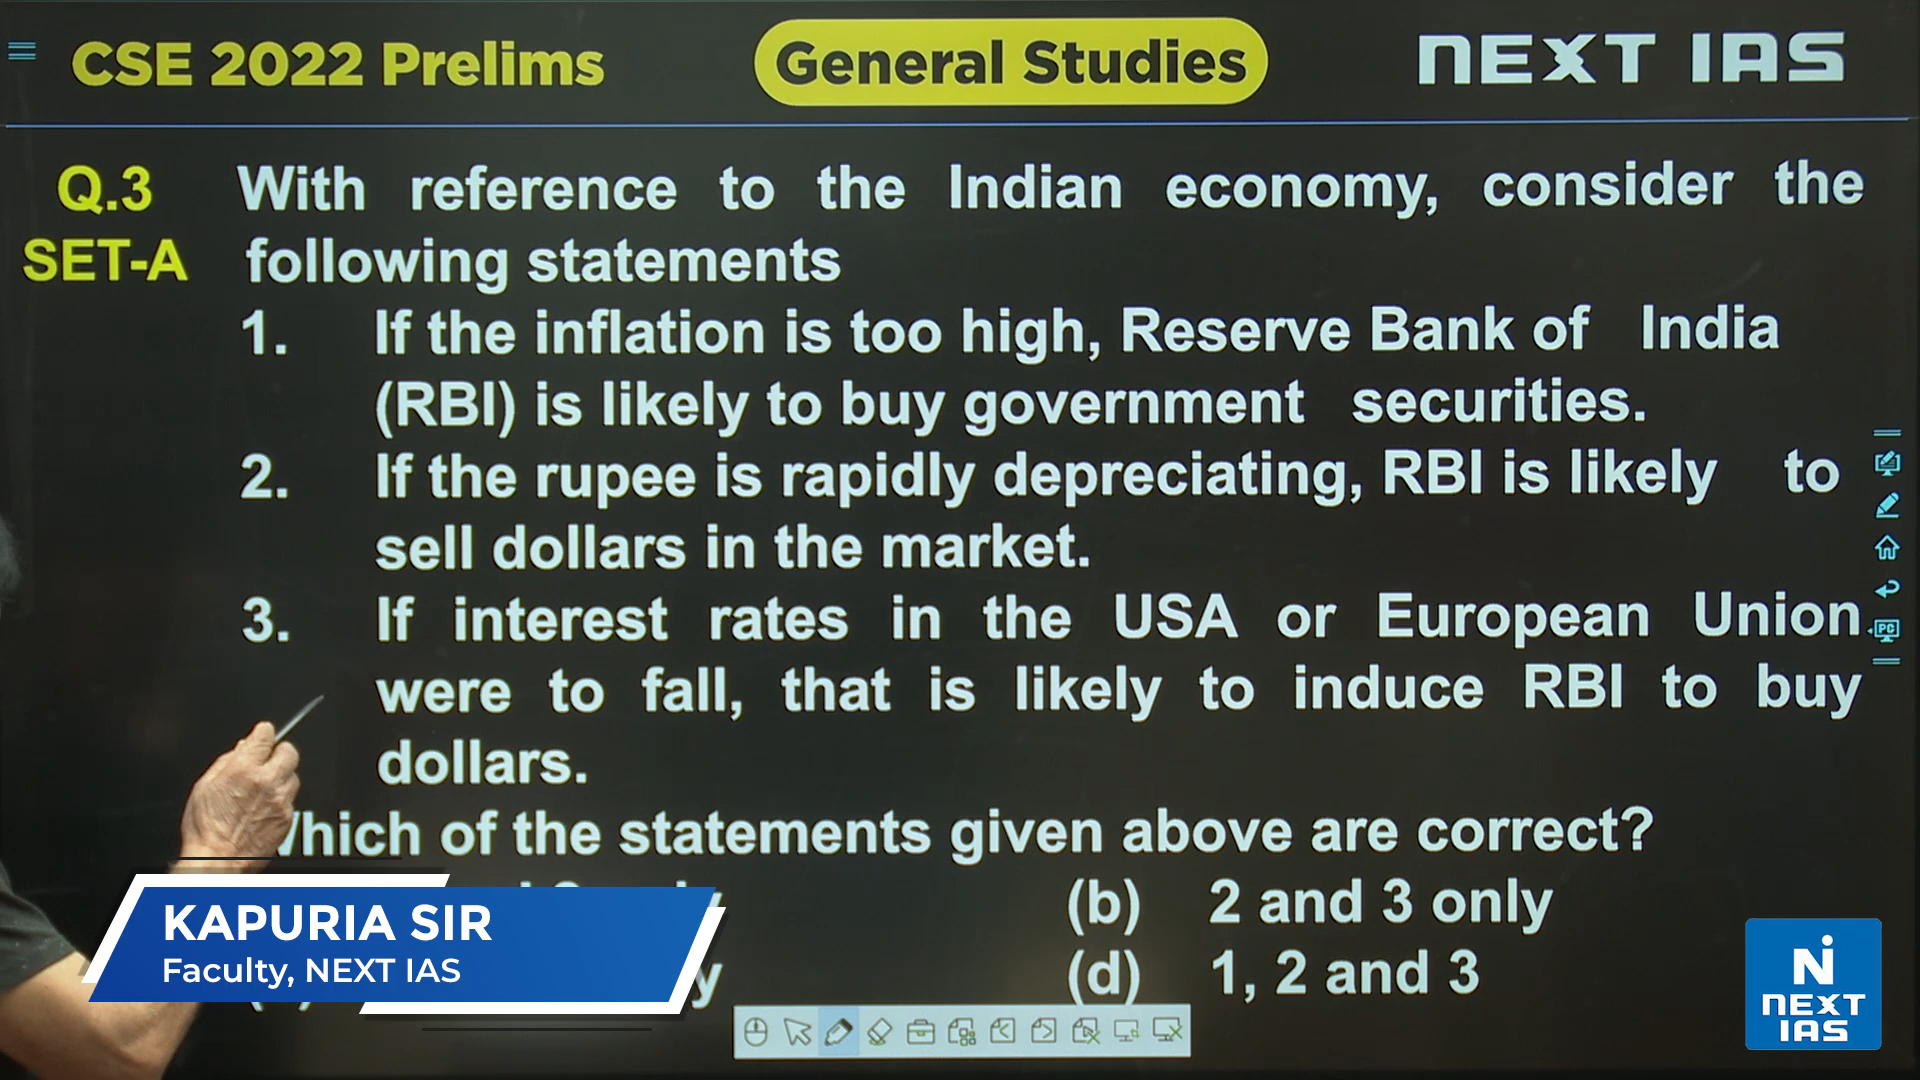 CSE 2022 Prelims
General Studies
NEXT IAS
Q.3 With reference to the Indian economy, consider the
SET-A following statements
1. If the inflation is too high, Reserve Bank of India
(RBI) is likely to buy government securities.
2. If the rupee is rapidly depreciating, RBI is likely to
sell dollars in the market.
3. If interest rates in the USA or European Union
were to fall, that is likely to induce RBI to buy
dollars.
of the statements given above are correct?
(b) 2 and 3 only
(d) 1, 2 and 3
KAPURIA SIR
Faculty, NEXT IAS
PC
N
NEXT
IAS